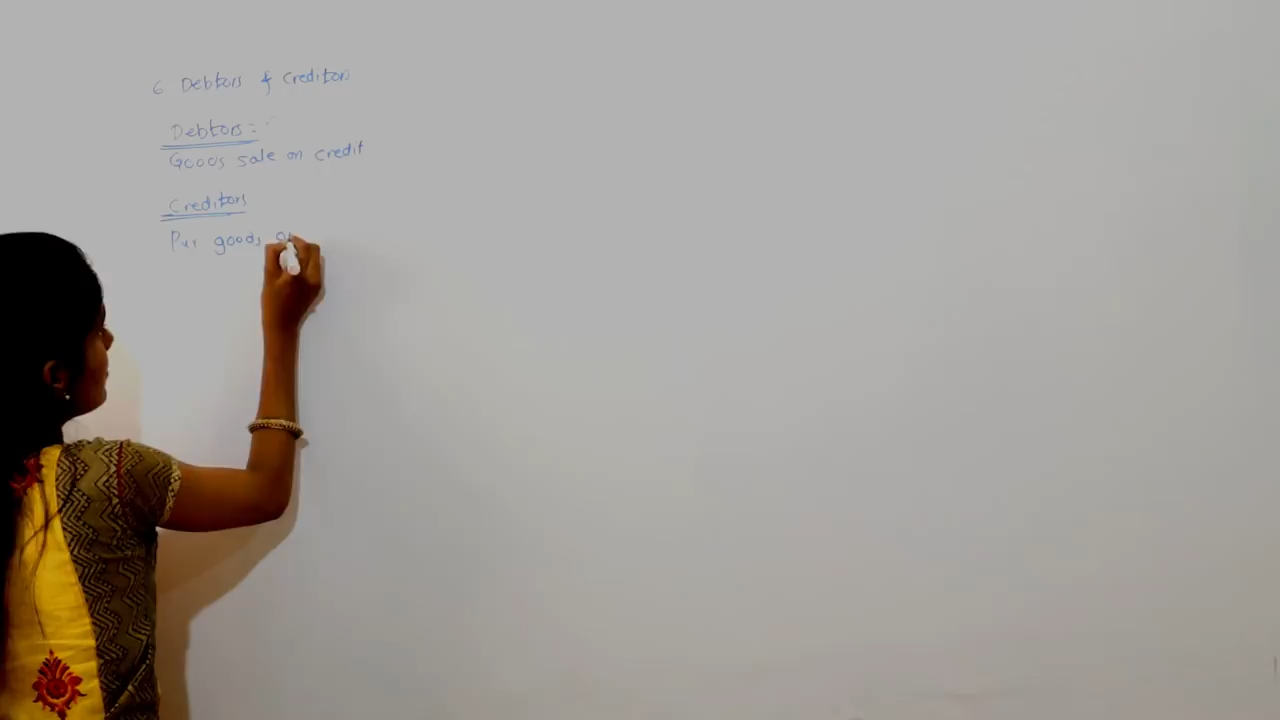 6 Debtors & Creditors
Debtors =
Goods sale on credit
Creditors
Pur goods